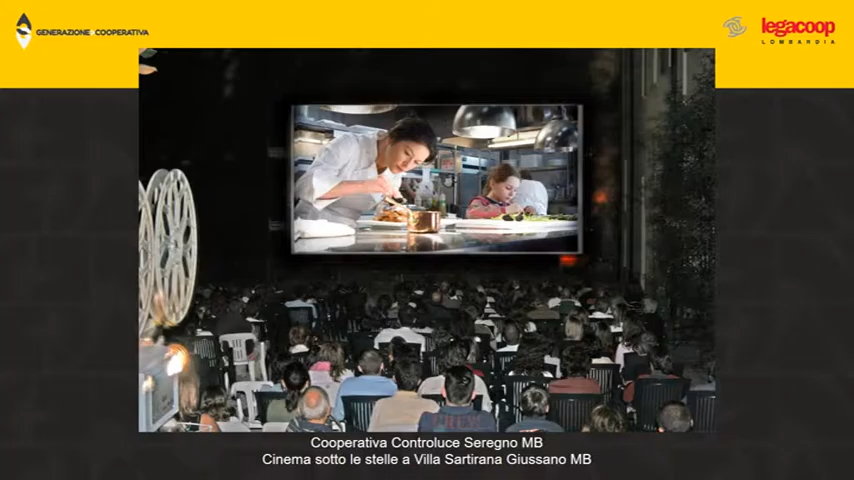 GENERAZIONE COOPERATIVA
legacoop
LOMBARDIA
Cooperativa Controluce Seregno MB
Cinema sotto le stelle a Villa Sartirana Giussano MB